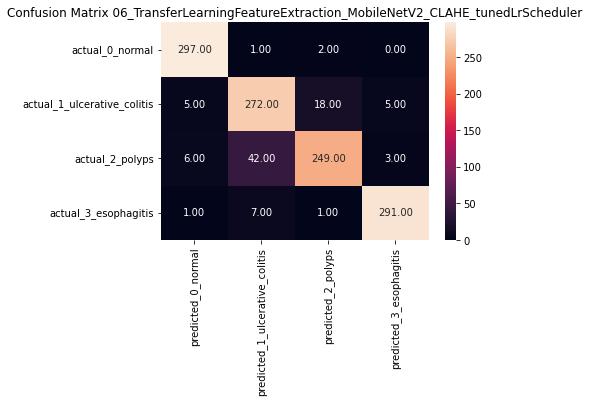 Confusion Matrix 06_TransferLearningFeatureExtraction_MobileNetV2_CLAHE_tunedLrScheduler
actual_0_normal 297.00 1.00 2.00 0.00
actual_1_ulcerative_colitis 5.00 272.00 18.00 5.00
actual_2_polyps 6.00 42.00 249.00 3.00
actual_3_esophagitis 1.00 7.00 1.00 291.00
predicted_0_normal
predicted_1_ulcerative_colitis
predicted_2_polyps
predicted_3_esophagitis
250
200
150
100
50
0